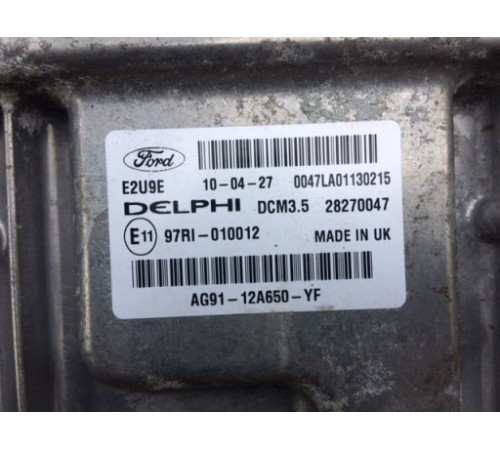 Ford
E2U9E 10-04-27 0047LA01130215
DELPHI DCM3.5 28270047
E11 97RI-010012 MADE IN UK
AG91-12A650-YF